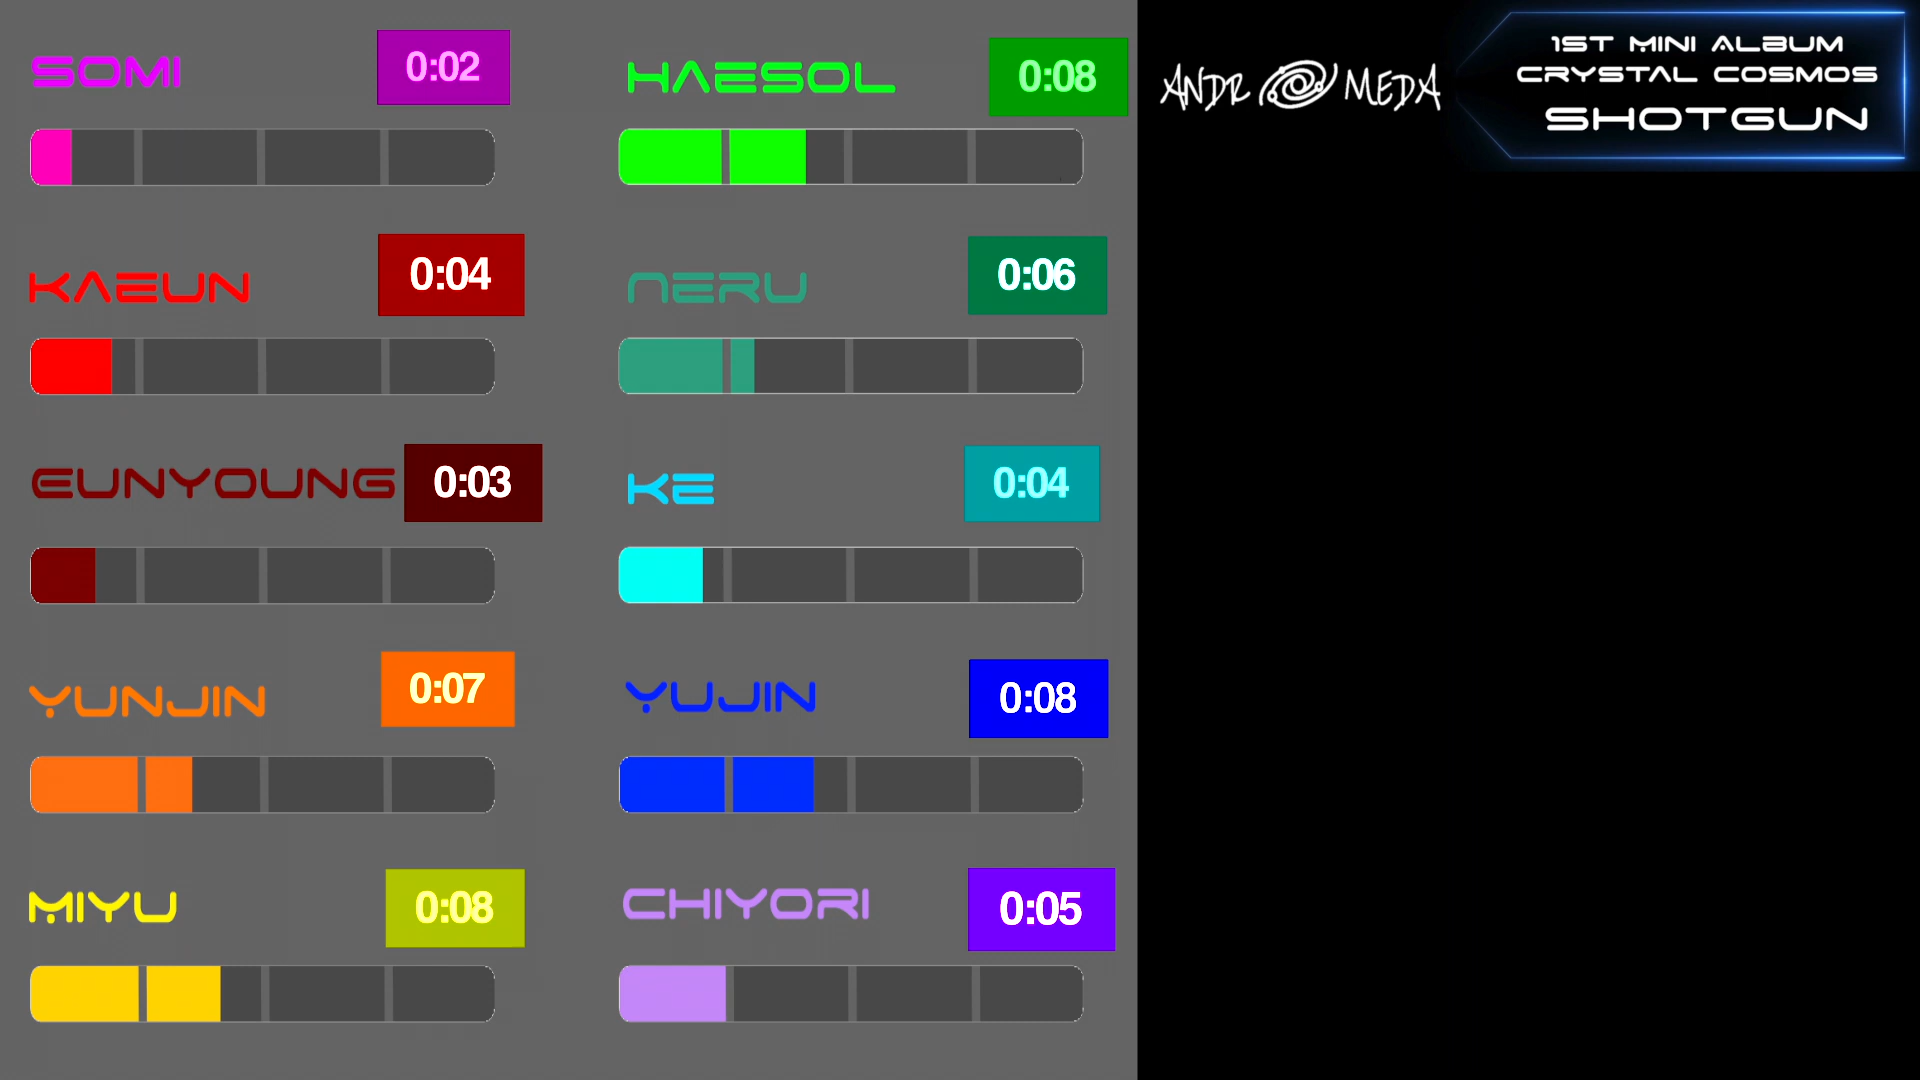 SOMI 0:02
HAESOL 0:08
KAEUN 0:04
NERU 0:06
EUNYOUNG 0:03
KE 0:04
YUNJIN 0:07
YUJIN 0:08
MIYU 0:08
CHIYORI 0:05
ANDROMEDA
1ST MINI ALBUM
CRYSTAL COSMOS
SHOTGUN